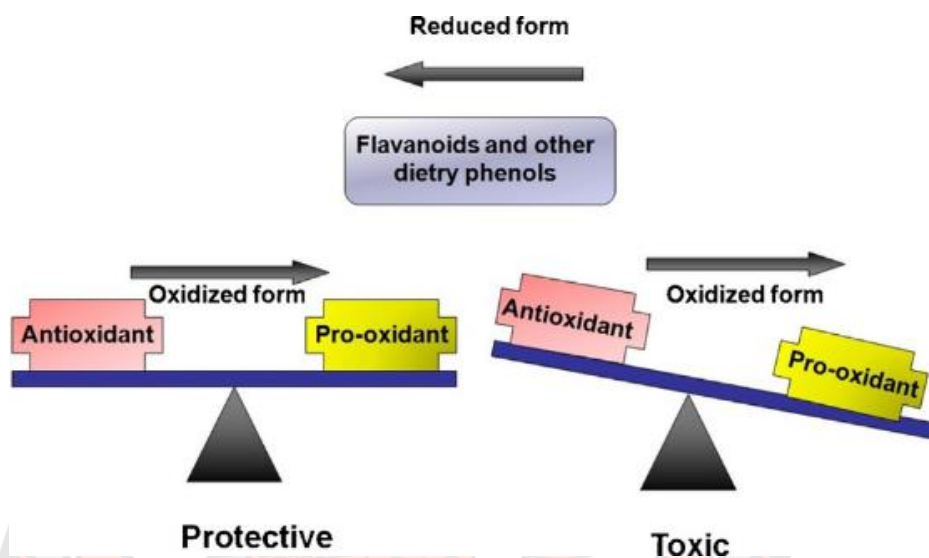 Reduced form
Flavanoids and other
dietry phenols
Oxidized form
Oxidized form
Antioxidant
Pro-oxidant
Antioxidant
Pro-oxidant
Protective
Toxic